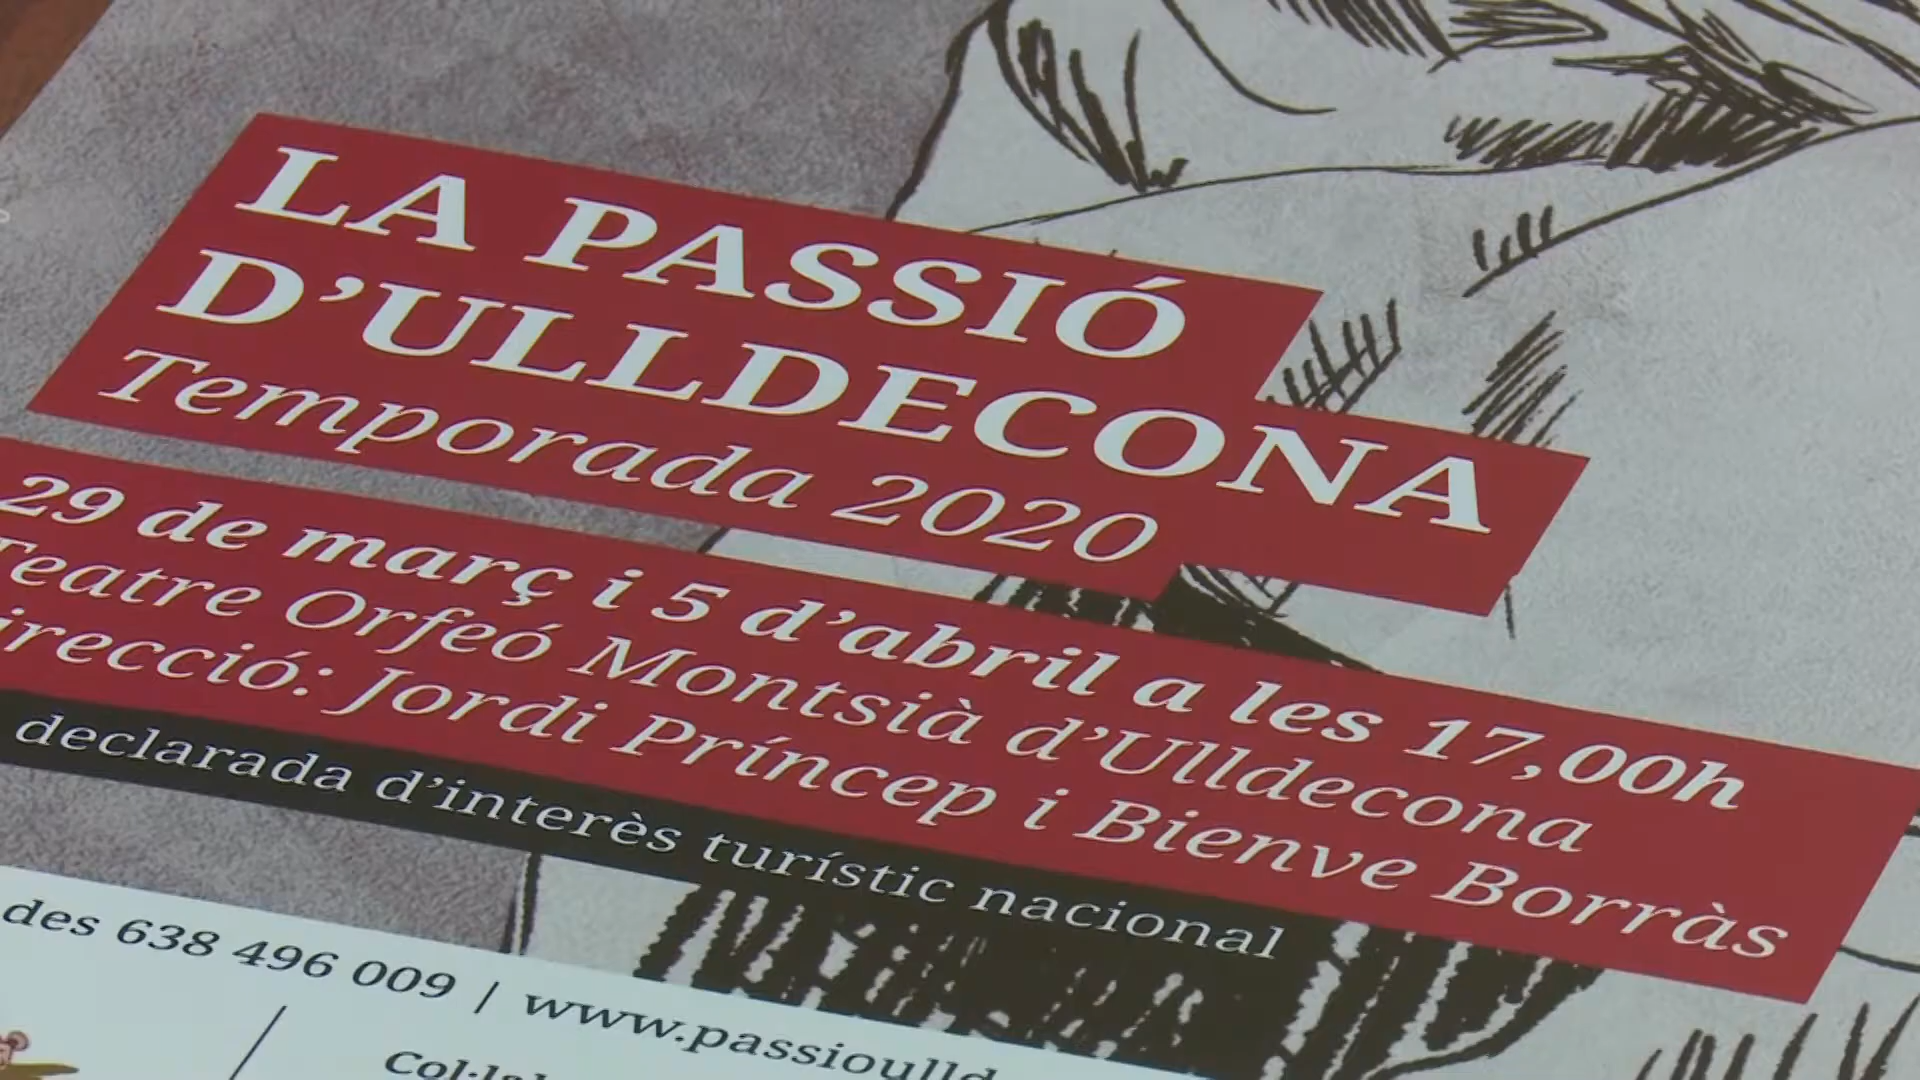 LA PASSIÓ
D'ULLDECONA
Temporada 2020
29 de març i 5 d'abril a les 17,00h
Teatre Orfeó Montsià d'Ulldecona
irecció: Jordi Príncep i Bienve Borràs
declarada d'interès turístic nacional
des 638 496 009 | www.passioulld